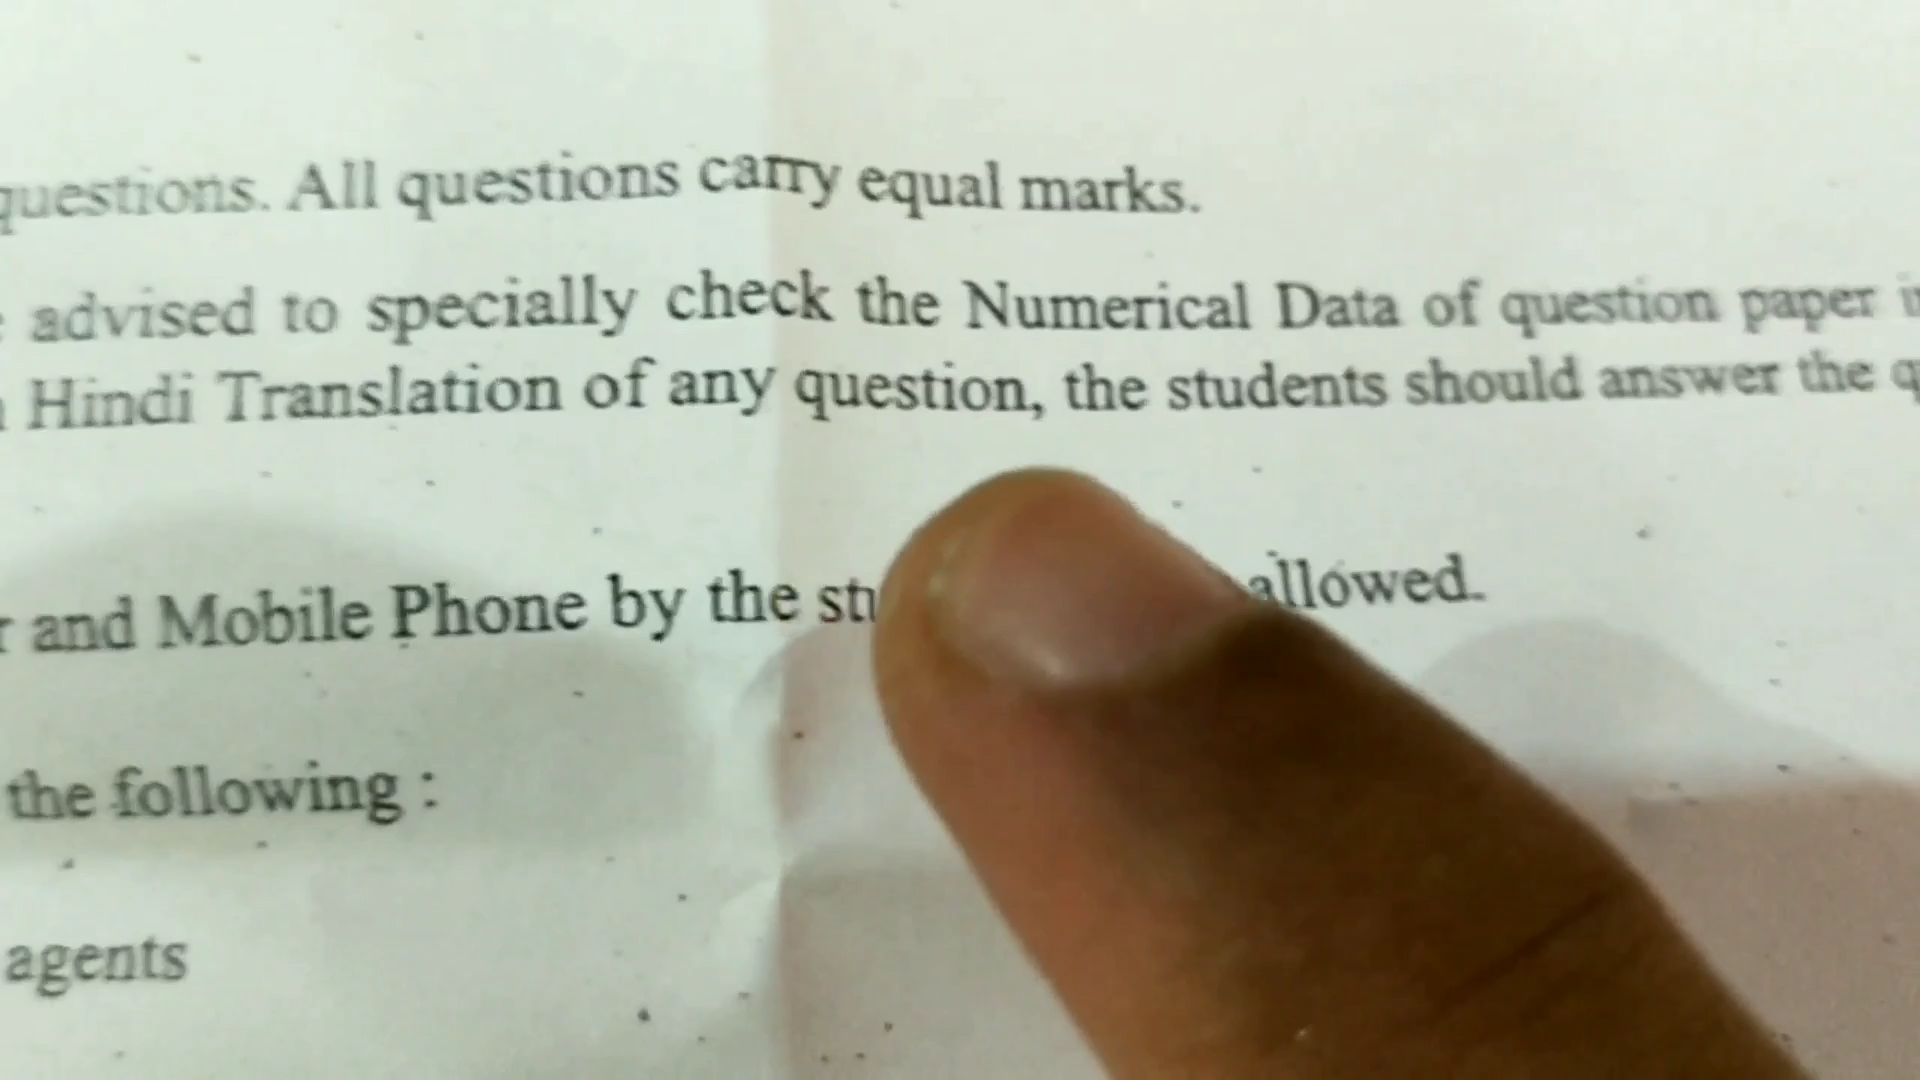 questions. All questions carry equal marks.
advised to specially check the Numerical Data of question paper
Hindi Translation of any question, the students should answer the
and Mobile Phone by the allowed.
the following :
agents